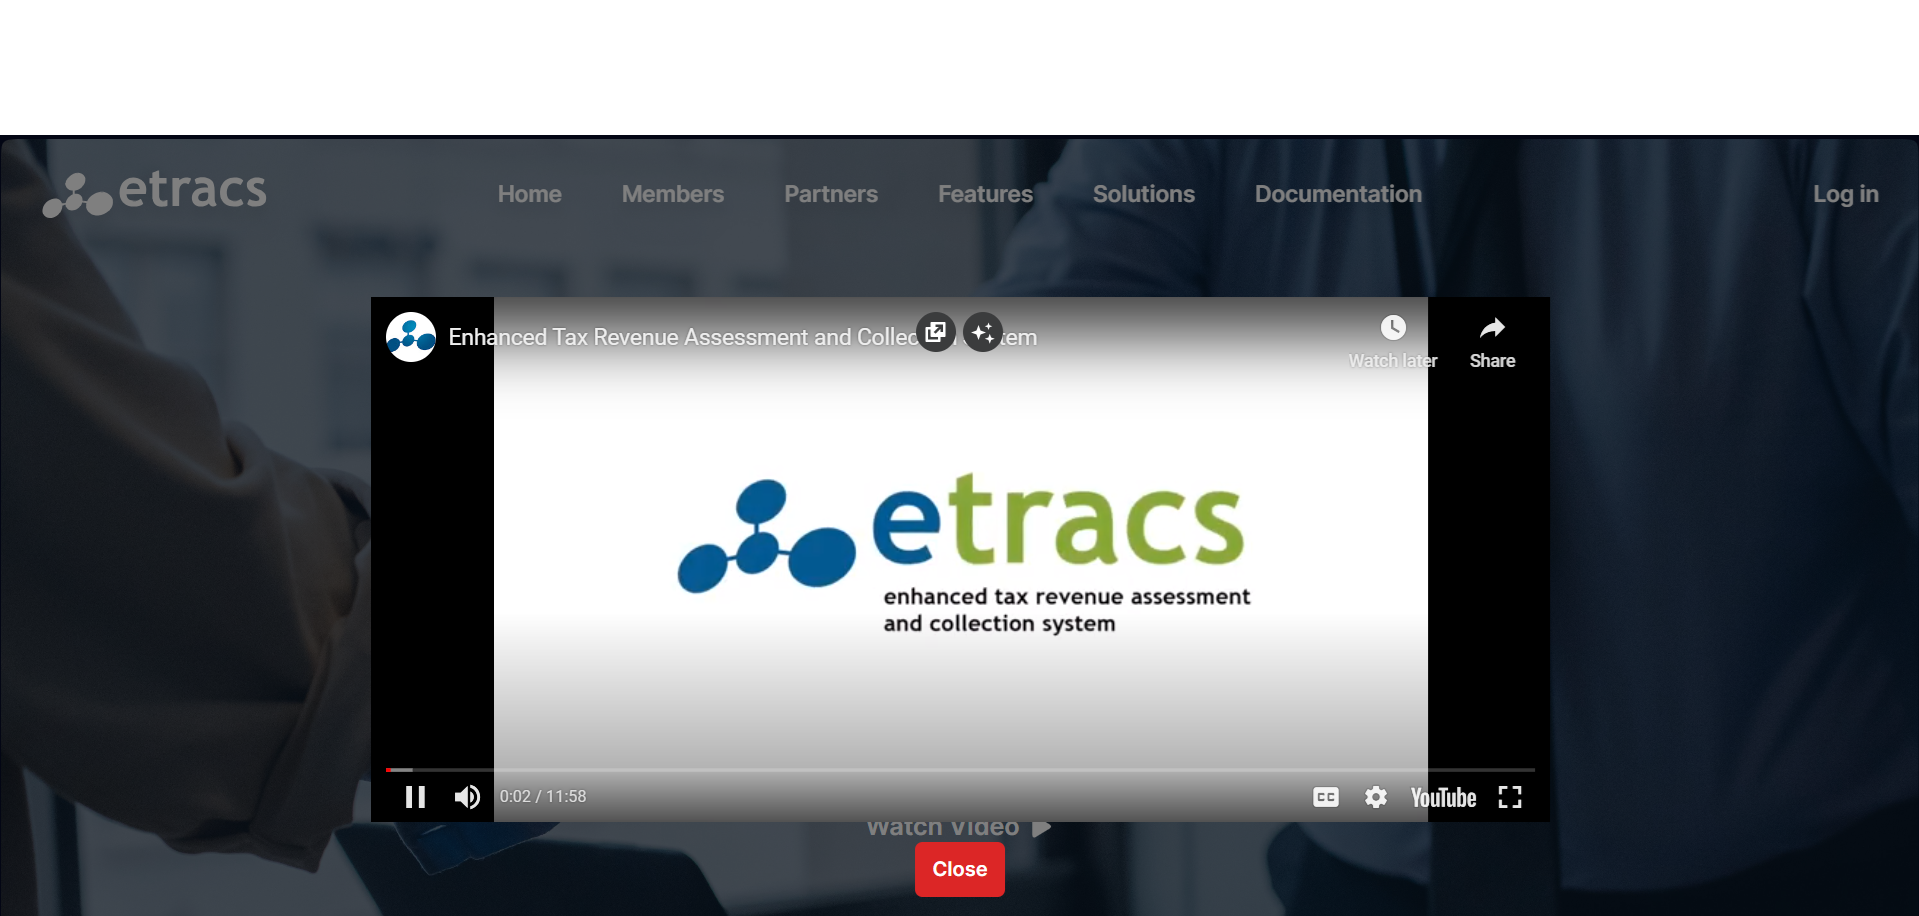 etracs
Home
Members
Partners
Features
Solutions
Documentation
Log in
Enhanced Tax Revenue Assessment and Collec
tem
Watch later
Share
etracs
enhanced tax revenue assessment
and collection system
0:02 / 11:58
CC
YouTube
Watch Video
Close